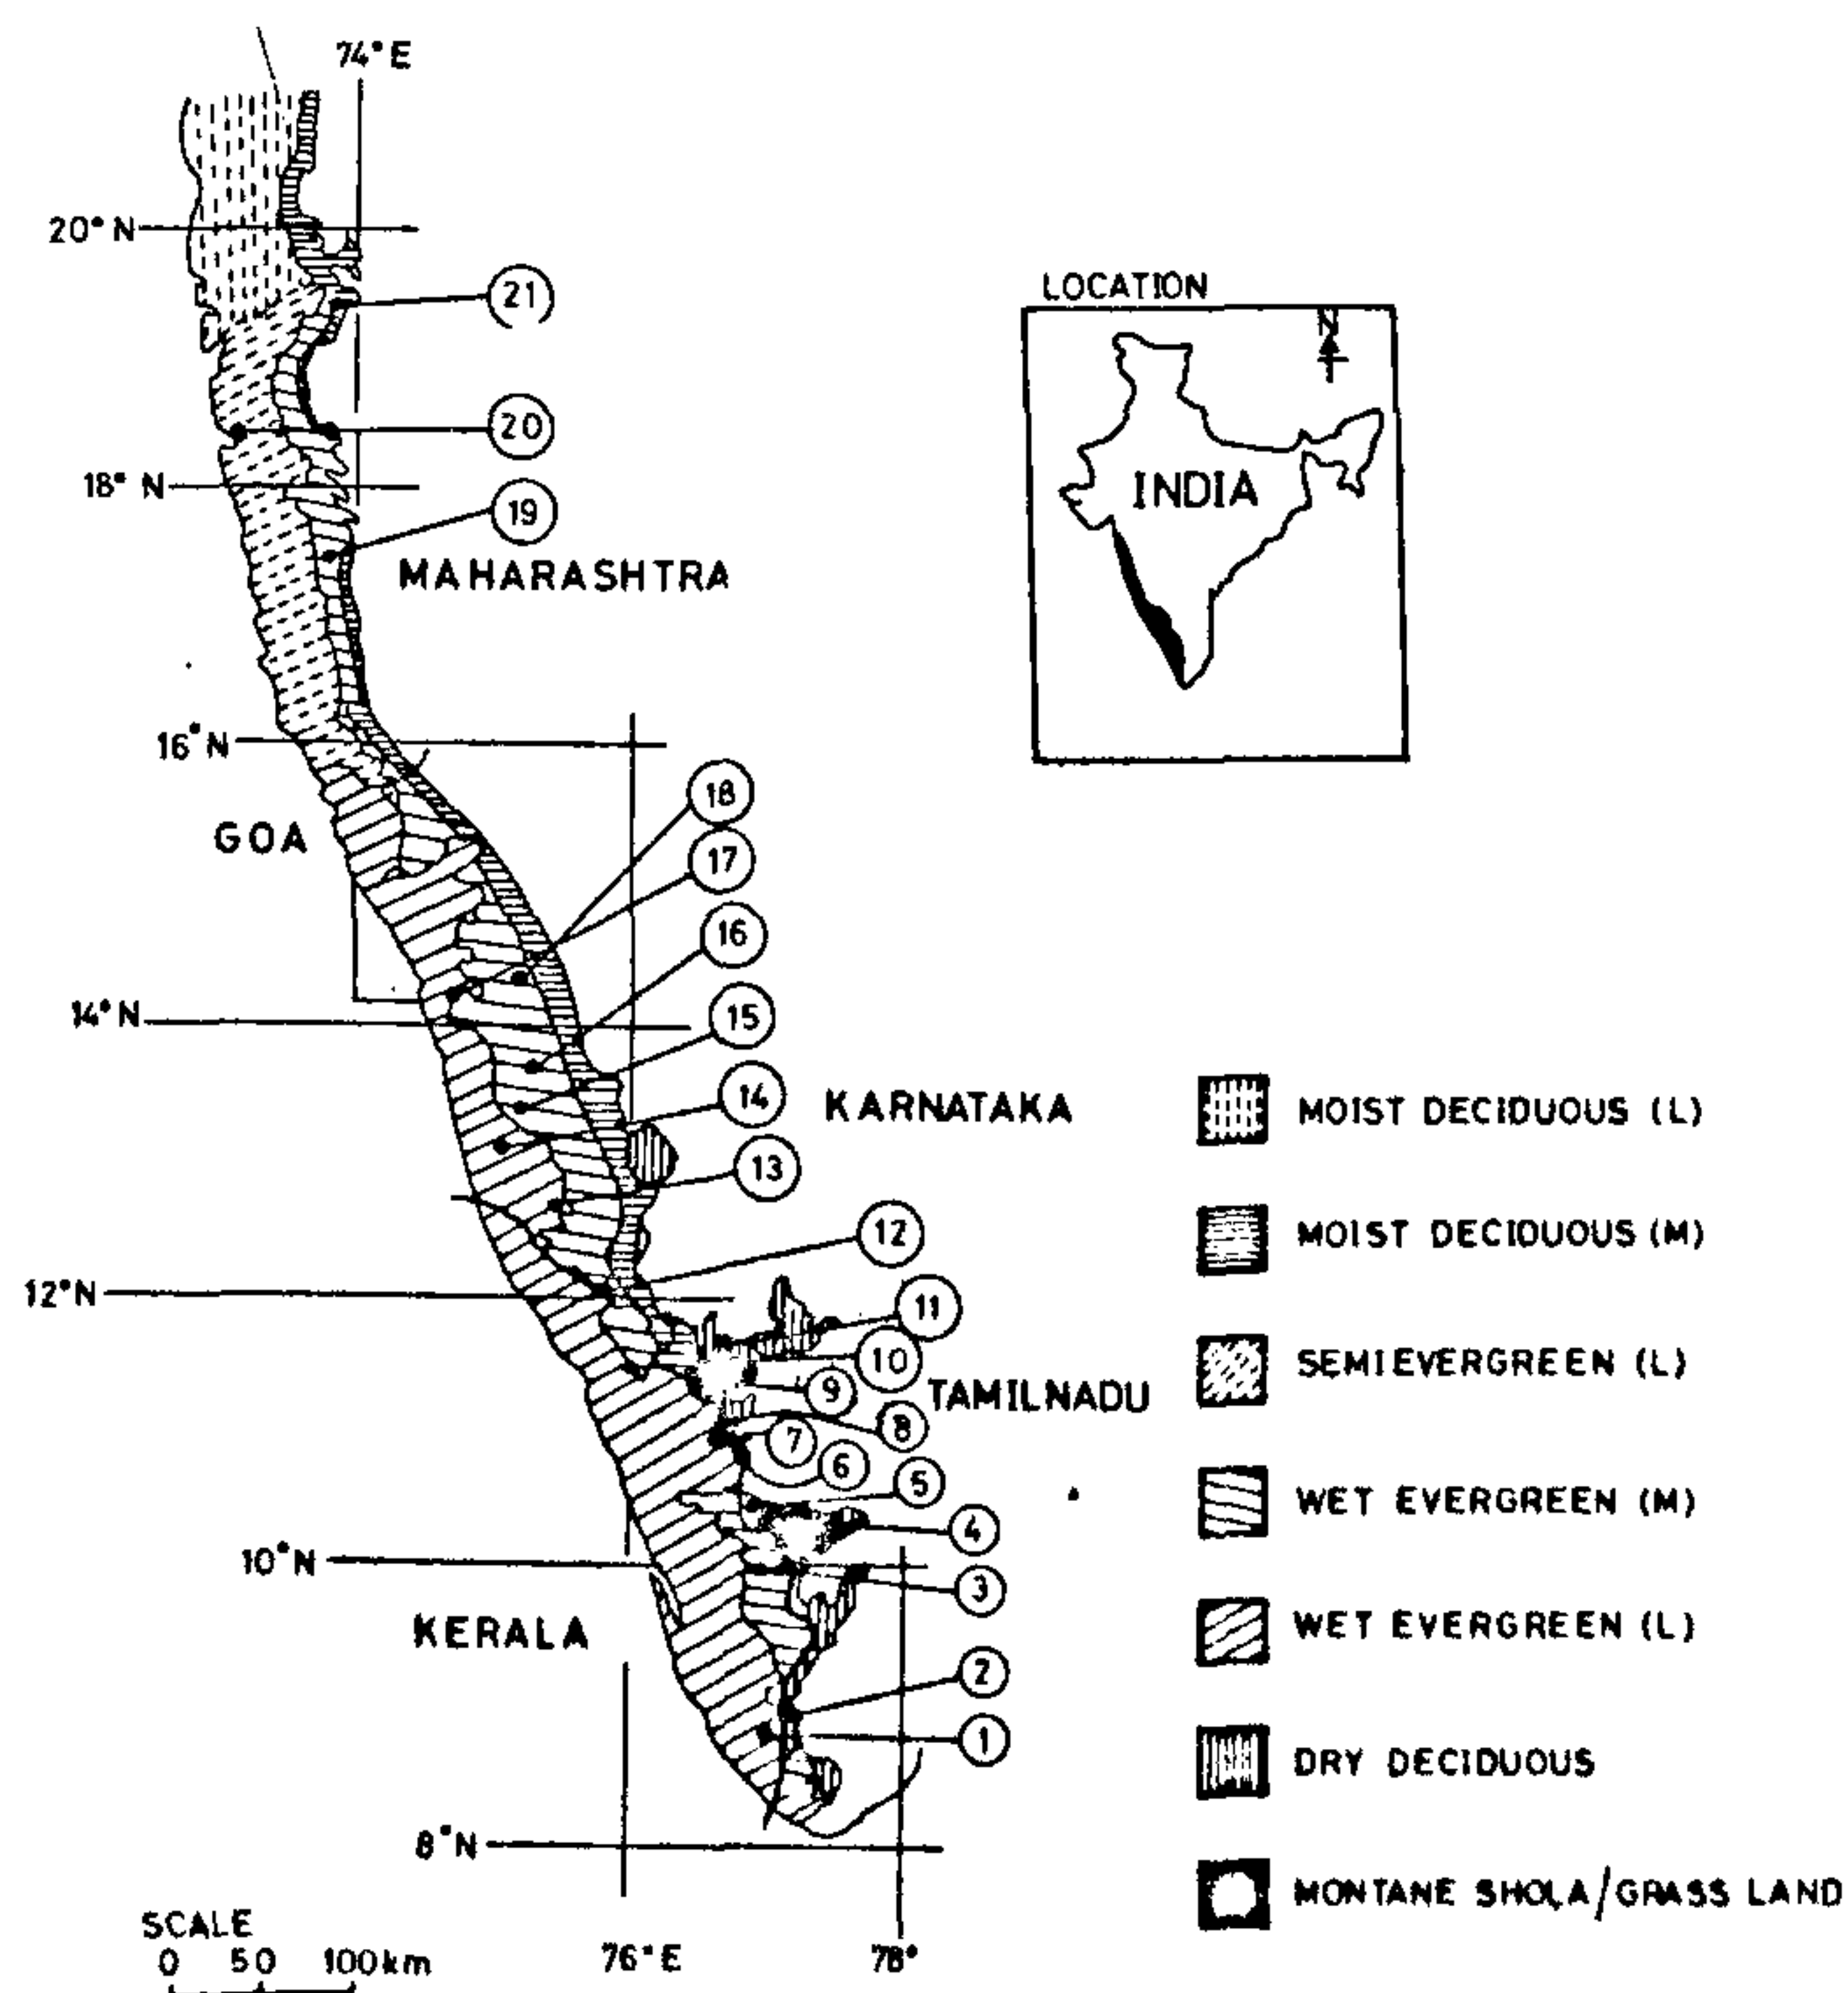 74° E
20° N
21
LOCATION
N
INDIA
20
18° N
19
MAHARASHTRA
16° N
18
GOA
17
16
14° N
15
14
KARNATAKA
13
12
12° N
11
10
9
TAMILNADU
8
7
6
5
4
10° N
3
KERALA
2
1
8° N
76° E
78°
SCALE
0 50 100km
MOIST DECIDUOUS (L)
MOIST DECIDUOUS (M)
SEMIEVERGREEN (L)
WET EVERGREEN (M)
WET EVERGREEN (L)
DRY DECIDUOUS
MONTANE SHOLA/GRASS LAND